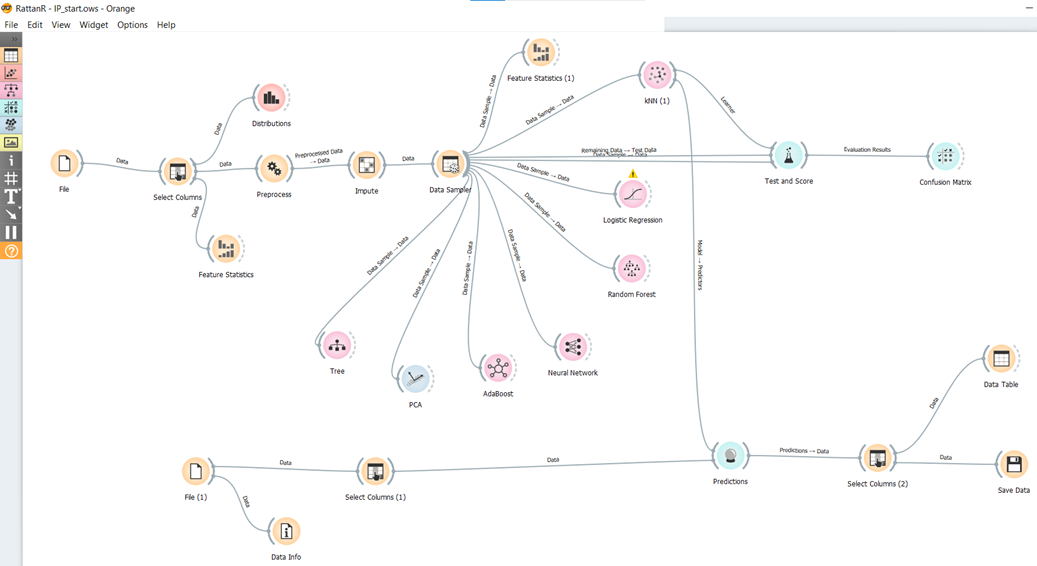 RattanR - IP_start.ows - Orange
File Edit View Widget Options Help
Feature Statistics (1)
Data Sample → Data
kNN (1)
Data Sample → Data
Learner
Distributions
Data
File
Data
Select Columns
Data
Preprocess
Preprocessed Data
→ Data
Impute
Data
Data Sampler
Remaining Data → Test Data
Data Sample → Data
Test and Score
Evaluation Results
Confusion Matrix
Data Sample → Data
Logistic Regression
Data Sample → Data
Random Forest
Data
Feature Statistics
Data Sample → Data
Tree
Data Sample → Data
PCA
Data Sample → Data
AdaBoost
Data Sample → Data
Neural Network
Model → Predictors
Data
Data Table
File (1)
Data
Select Columns (1)
Data
Predictions
Predictions → Data
Select Columns (2)
Data
Save Data
Data
Data Info